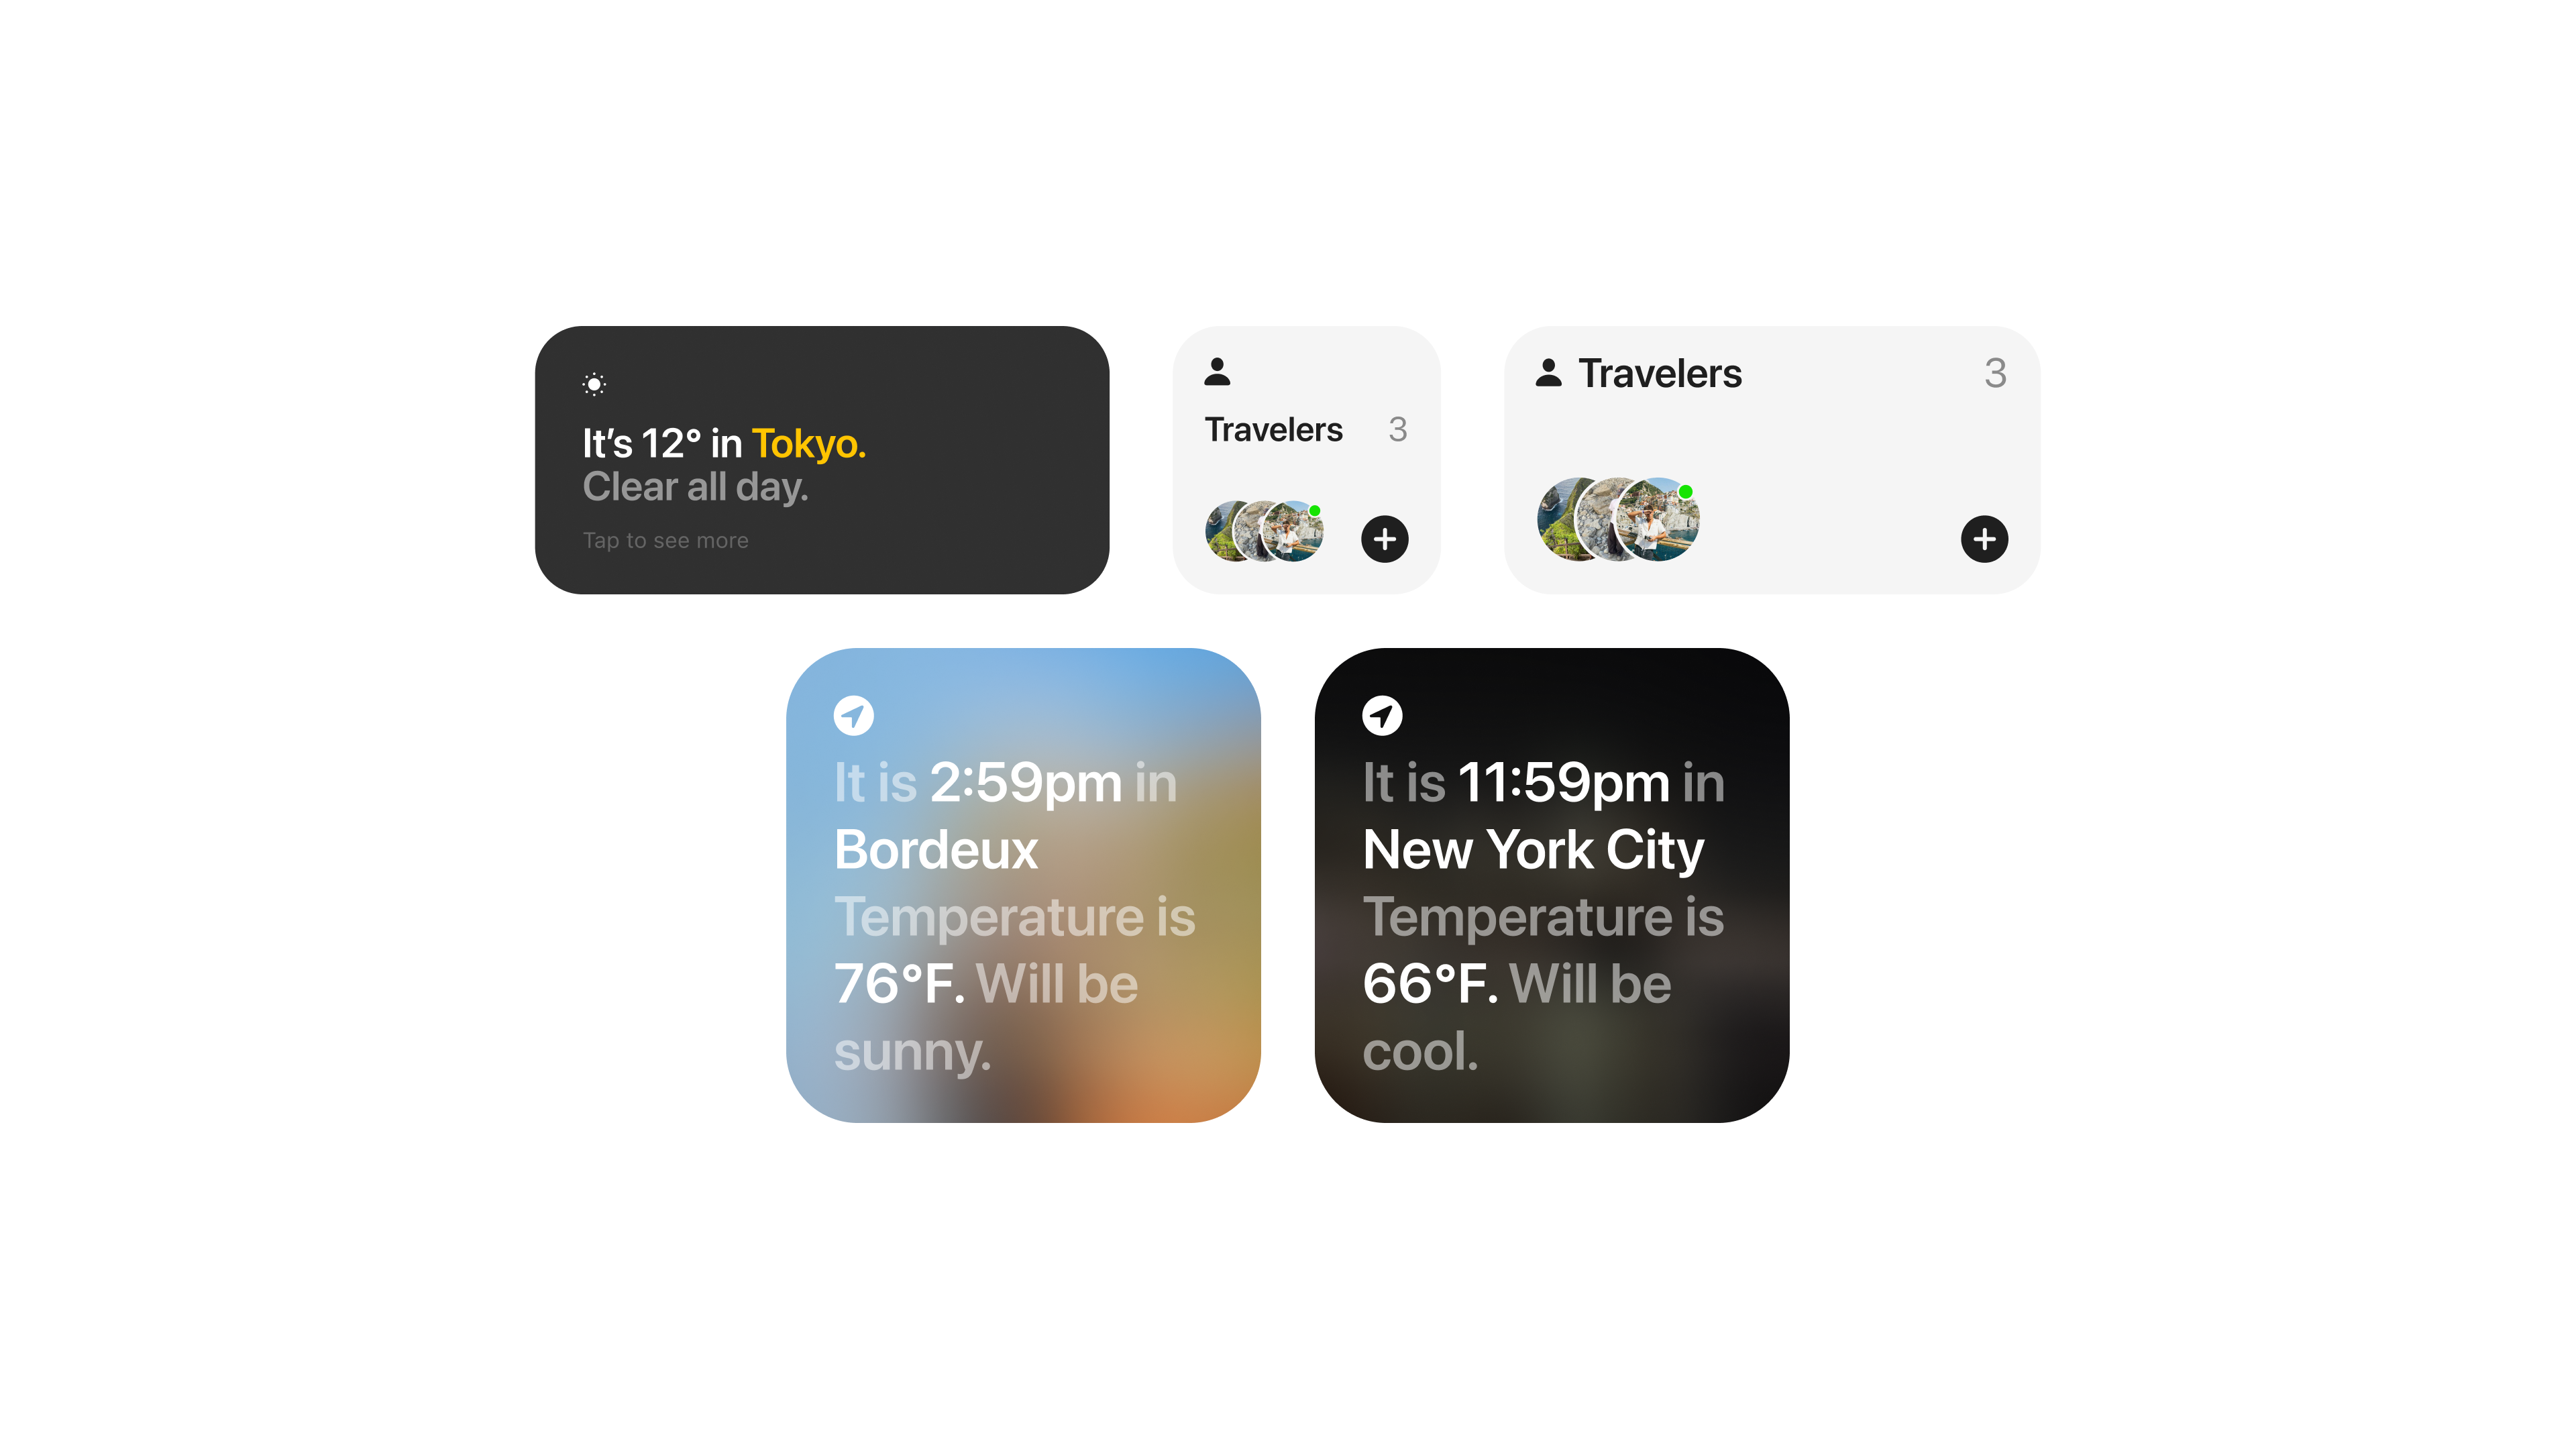 It’s 12° in Tokyo.
Clear all day.
Tap to see more
Travelers 3
Travelers 3
It is 2:59pm in
Bordeux
Temperature is
76°F. Will be
sunny.
It is 11:59pm in
New York City
Temperature is
66°F. Will be
cool.